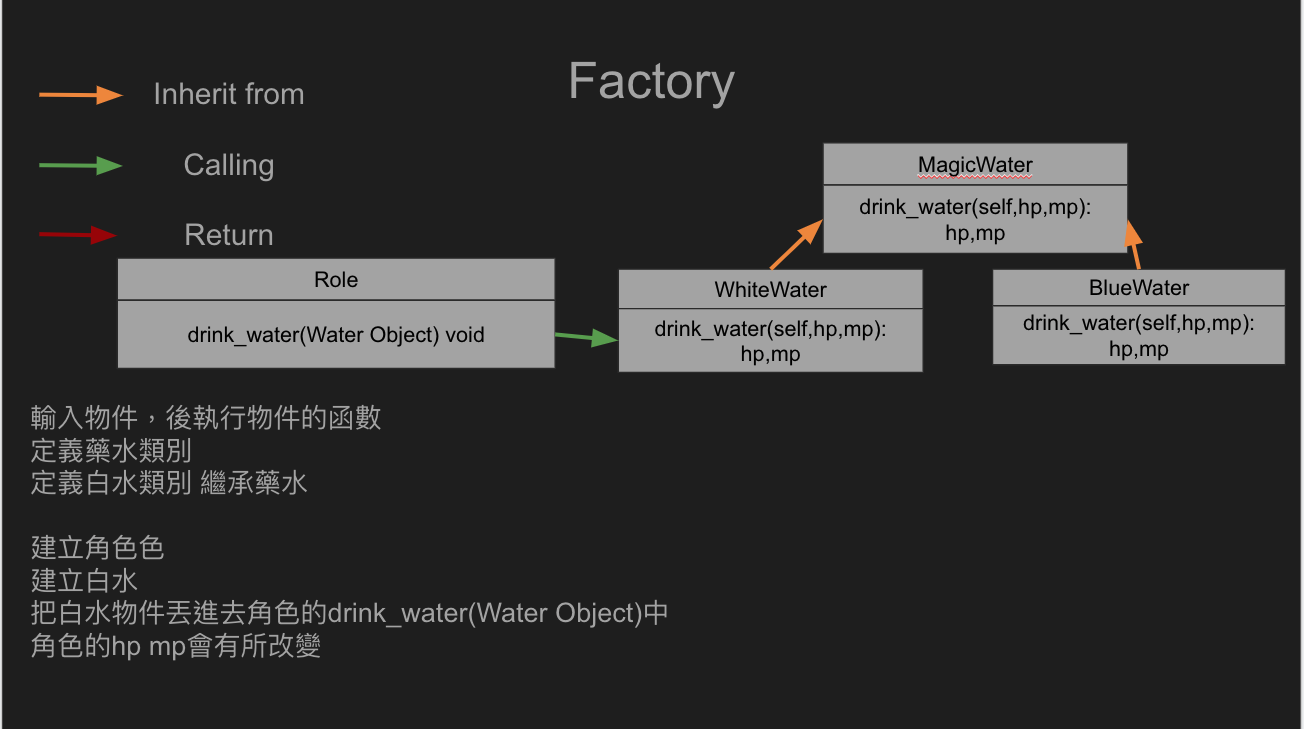 Factory
Inherit from
Calling
Return
MagicWater
drink_water(self,hp,mp):
hp,mp
Role
drink_water(Water Object) void
WhiteWater
drink_water(self,hp,mp):
hp,mp
BlueWater
drink_water(self,hp,mp):
hp,mp
輸入物件，後執行物件的函數
定義藥水類別
定義白水類別 繼承藥水
建立角色色
建立白水
把白水物件丟進去角色的drink_water(Water Object)中
角色的hp mp會有所改變